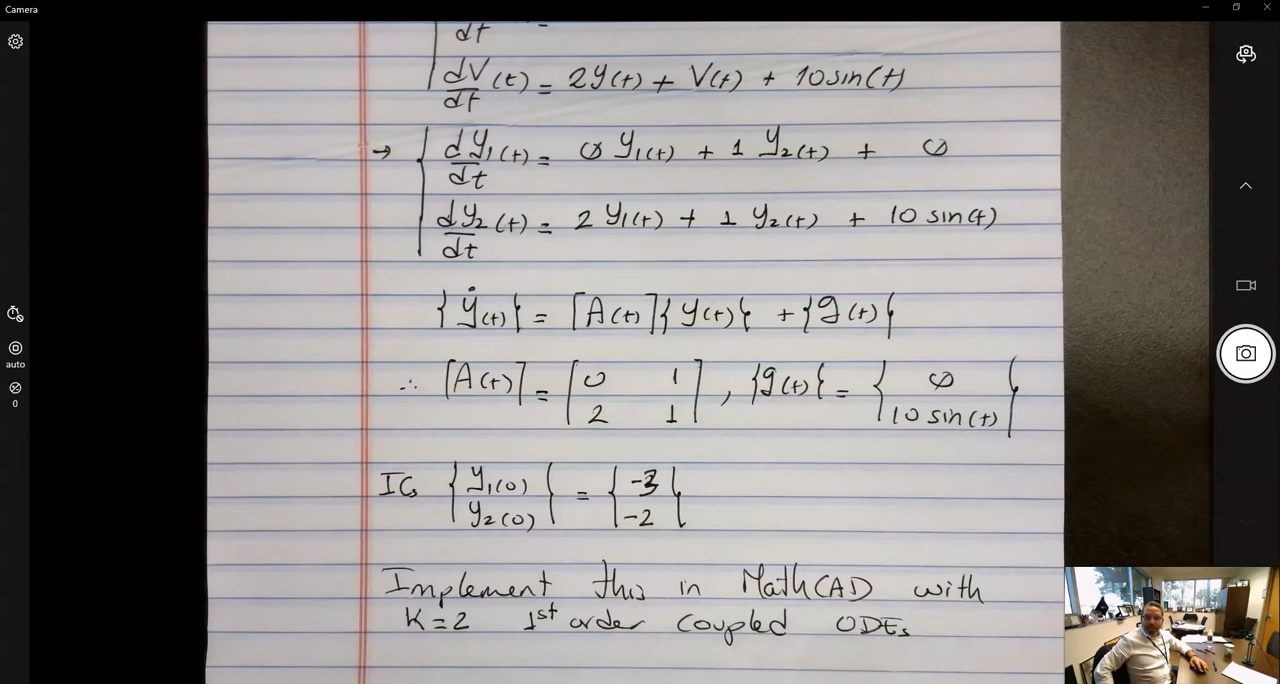 Camera
dt
dV(t)/dt = 2y(t) + V(t) + 10sin(t)
→ { dy₁(t)/dt = ∅ y₁(t) + 1 y₂(t) + ∅
dy₂(t)/dt = 2 y₁(t) + 1 y₂(t) + 10 sin(t)
{ẏ(t)} = [A(t)]{y(t)} + {g(t)}
∴ [A(t)] = [0 1; 2 1], {g(t)} = {∅; 10 sin(t)}
ICs {y₁(0); y₂(0)} = {-3; -2}
Implement this in MathCAD with
K=2 1st order coupled ODEs
auto
0